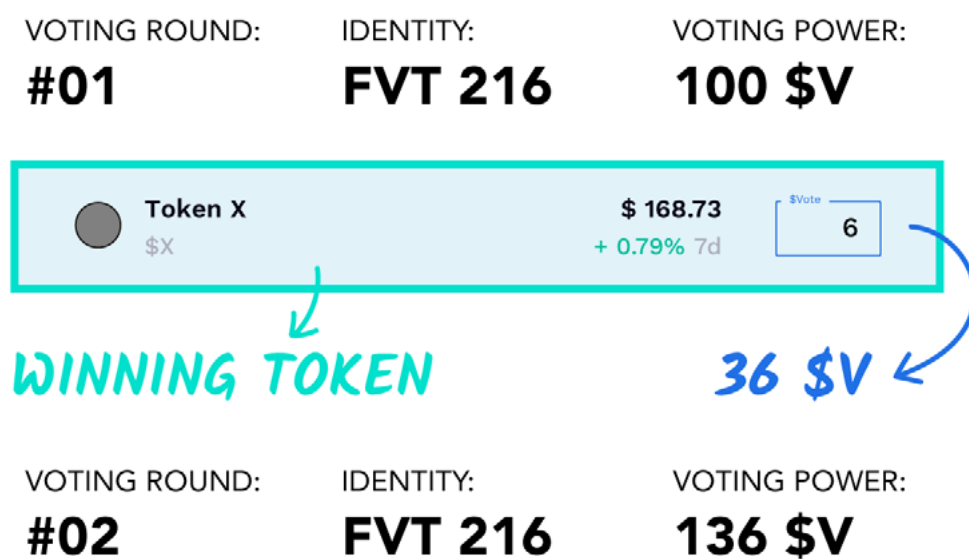 VOTING ROUND: IDENTITY: VOTING POWER:
#01 FVT 216 100 $V
$Vote
Token X $ 168.73 6
$X + 0.79% 7d
WINNING TOKEN 36 $V
VOTING ROUND: IDENTITY: VOTING POWER:
#02 FVT 216 136 $V